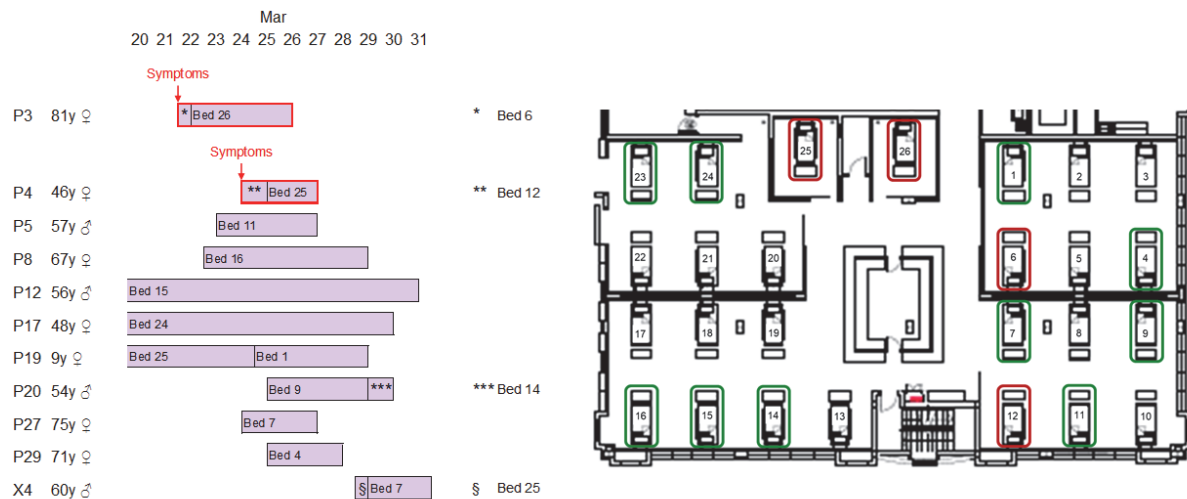 Mar
20 21 22 23 24 25 26 27 28 29 30 31
Symptoms
P3 81y ♀ * Bed 26 * Bed 6
Symptoms
P4 46y ♀ ** Bed 25 ** Bed 12
P5 57y ♂ Bed 11
P8 67y ♀ Bed 16
P12 56y ♂ Bed 15
P17 48y ♀ Bed 24
P19 9y ♀ Bed 25 Bed 1
P20 54y ♂ Bed 9 *** *** Bed 14
P27 75y ♀ Bed 7
P29 71y ♀ Bed 4
X4 60y ♂ § Bed 7 § Bed 25
25 26
23 24 1 2 3
22 21 20 6 5 4
17 18 19 7 8 9
16 15 14 13 12 11 10